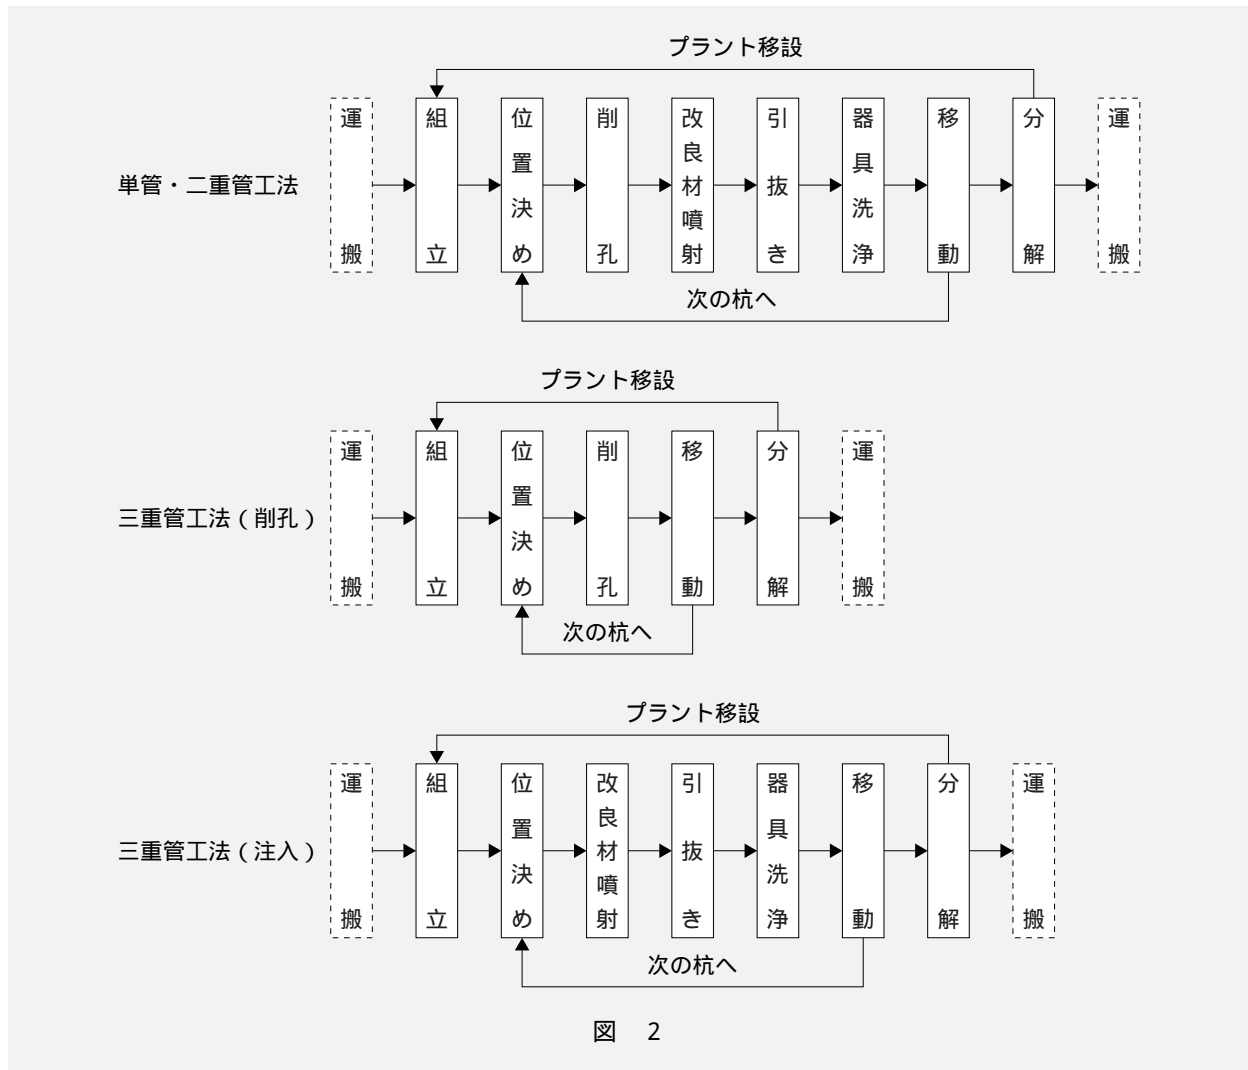 プラント移設
単管・二重管工法
運搬
組立
位置決め
削孔
改良材噴射
引抜き
器具洗浄
移動
分解
運搬
次の杭へ
プラント移設
三重管工法（削孔）
運搬
組立
位置決め
削孔
移動
分解
運搬
次の杭へ
プラント移設
三重管工法（注入）
運搬
組立
位置決め
改良材噴射
引抜き
器具洗浄
移動
分解
運搬
次の杭へ
図　2